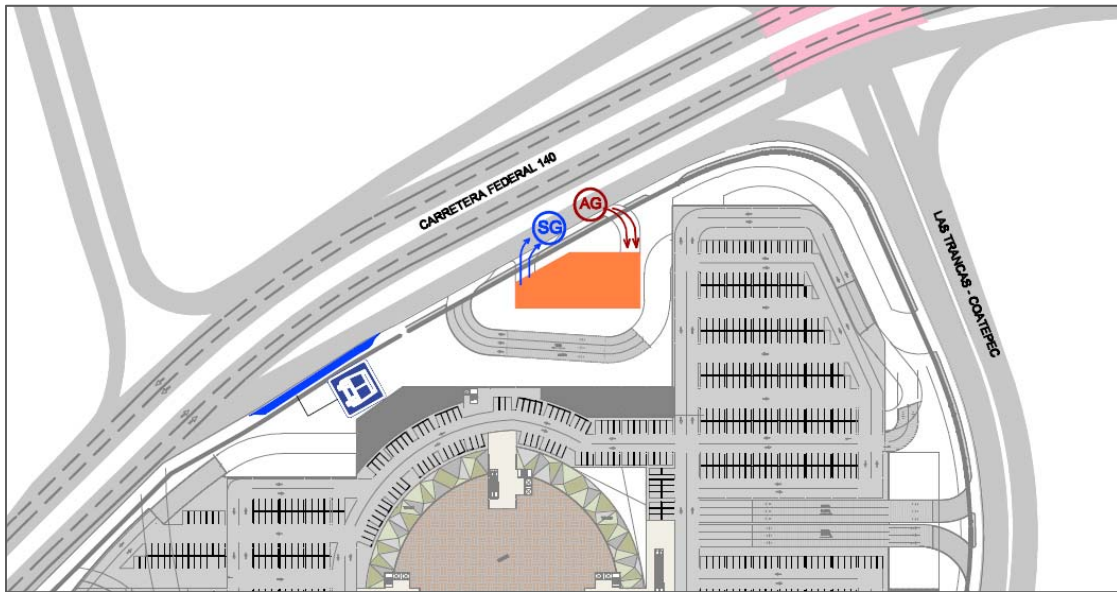 CARRETERA FEDERAL 140
AG
SG
LAS TRANCAS - COATEPEC